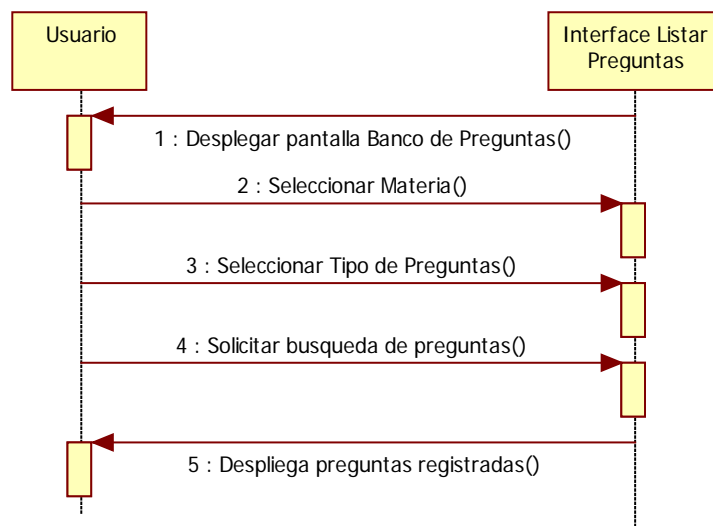 Usuario
Interface Listar
Preguntas
1 : Desplegar pantalla Banco de Preguntas()
2 : Seleccionar Materia()
3 : Seleccionar Tipo de Preguntas()
4 : Solicitar busqueda de preguntas()
5 : Despliega preguntas registradas()